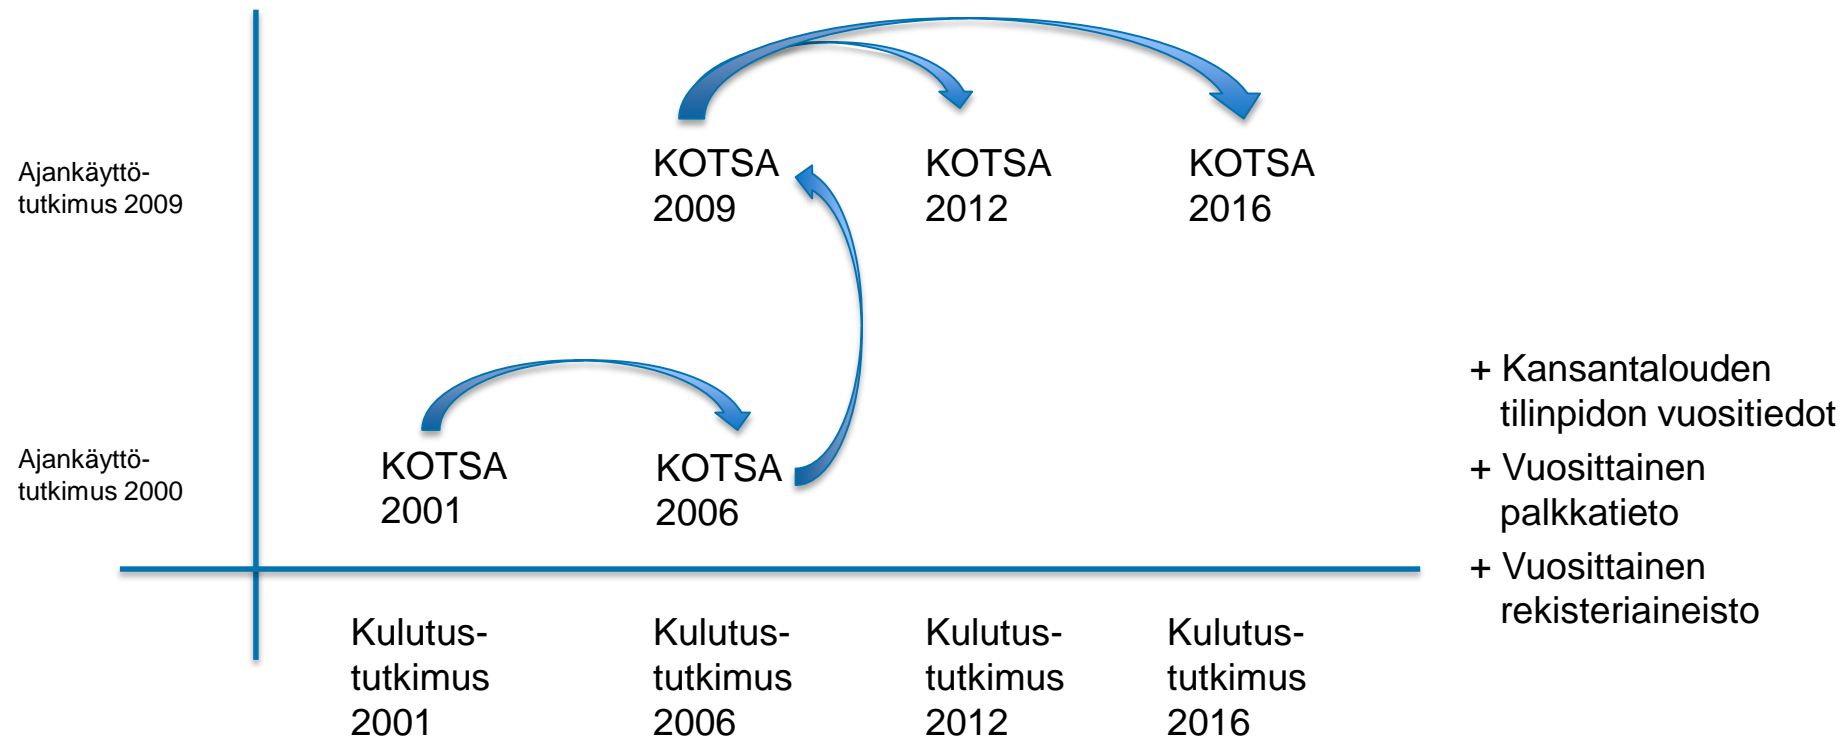 Ajankäyttö-
tutkimus 2009
KOTSA
2009
KOTSA
2012
KOTSA
2016
Ajankäyttö-
tutkimus 2000
KOTSA
2001
KOTSA
2006
Kulutus-
tutkimus
2001
Kulutus-
tutkimus
2006
Kulutus-
tutkimus
2012
Kulutus-
tutkimus
2016
+ Kansantalouden
tilinpidon vuositiedot
+ Vuosittainen
palkkatieto
+ Vuosittainen
rekisteriaineisto